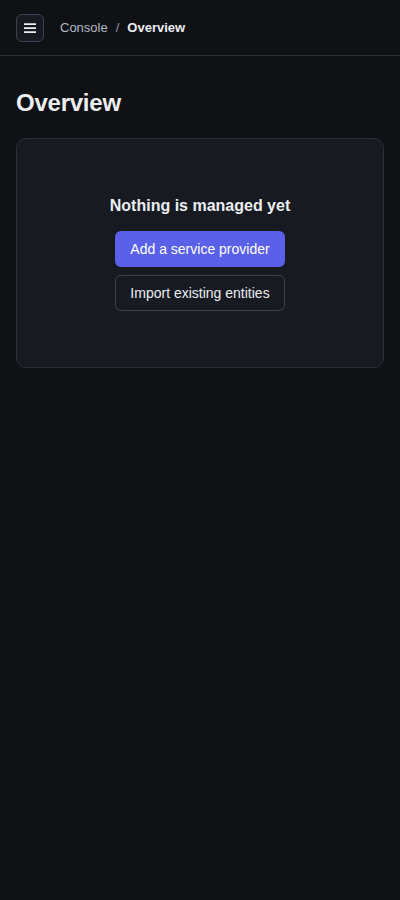 Console / Overview
Overview
Nothing is managed yet
Add a service provider
Import existing entities